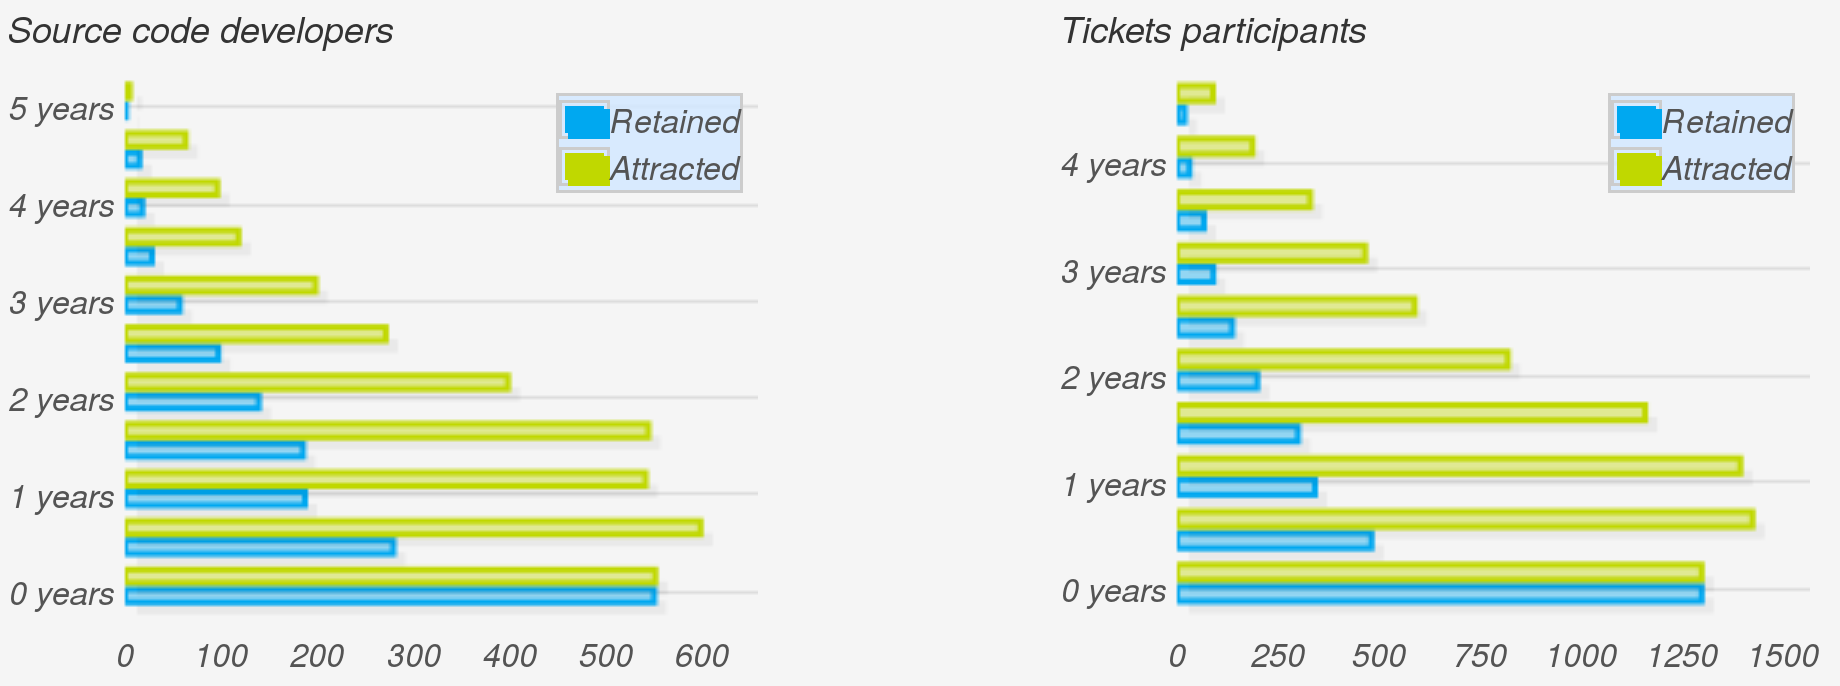 Source code developers
5 years
4 years
3 years
2 years
1 years
0 years
0 100 200 300 400 500 600
Retained
Attracted
Tickets participants
4 years
3 years
2 years
1 years
0 years
0 250 500 750 1000 1250 1500
Retained
Attracted